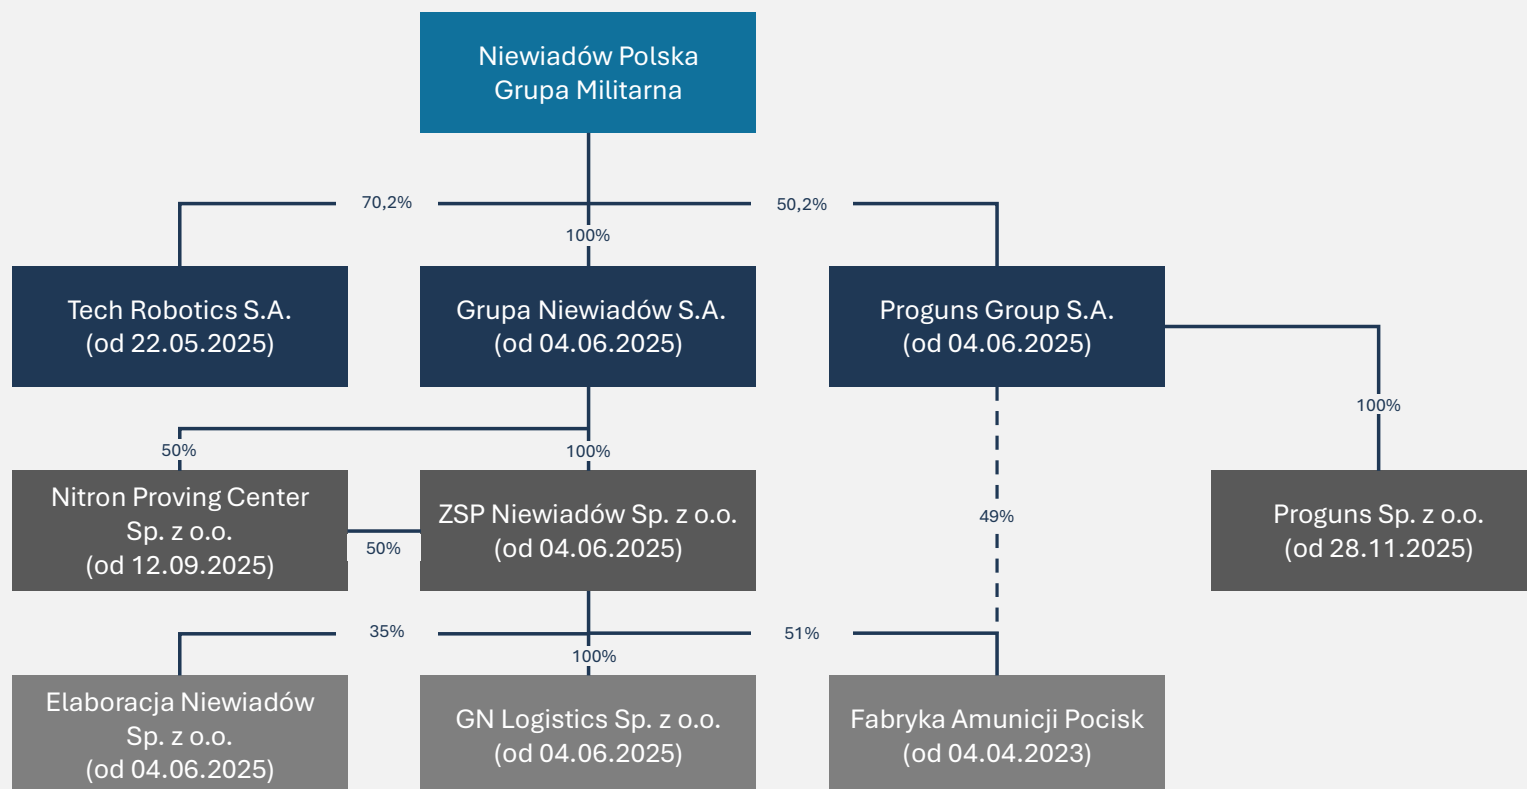 Niewiadów Polska
Grupa Militarna
70,2%
50,2%
100%
Tech Robotics S.A.
(od 22.05.2025)
Grupa Niewiadów S.A.
(od 04.06.2025)
Proguns Group S.A.
(od 04.06.2025)
100%
50%
100%
Nitron Proving Center
Sp. z o.o.
(od 12.09.2025)
50%
ZSP Niewiadów Sp. z o.o.
(od 04.06.2025)
49%
Proguns Sp. z o.o.
(od 28.11.2025)
35%
51%
100%
Elaboracja Niewiadów
Sp. z o.o.
(od 04.06.2025)
GN Logistics Sp. z o.o.
(od 04.06.2025)
Fabryka Amunicji Pocisk
(od 04.04.2023)